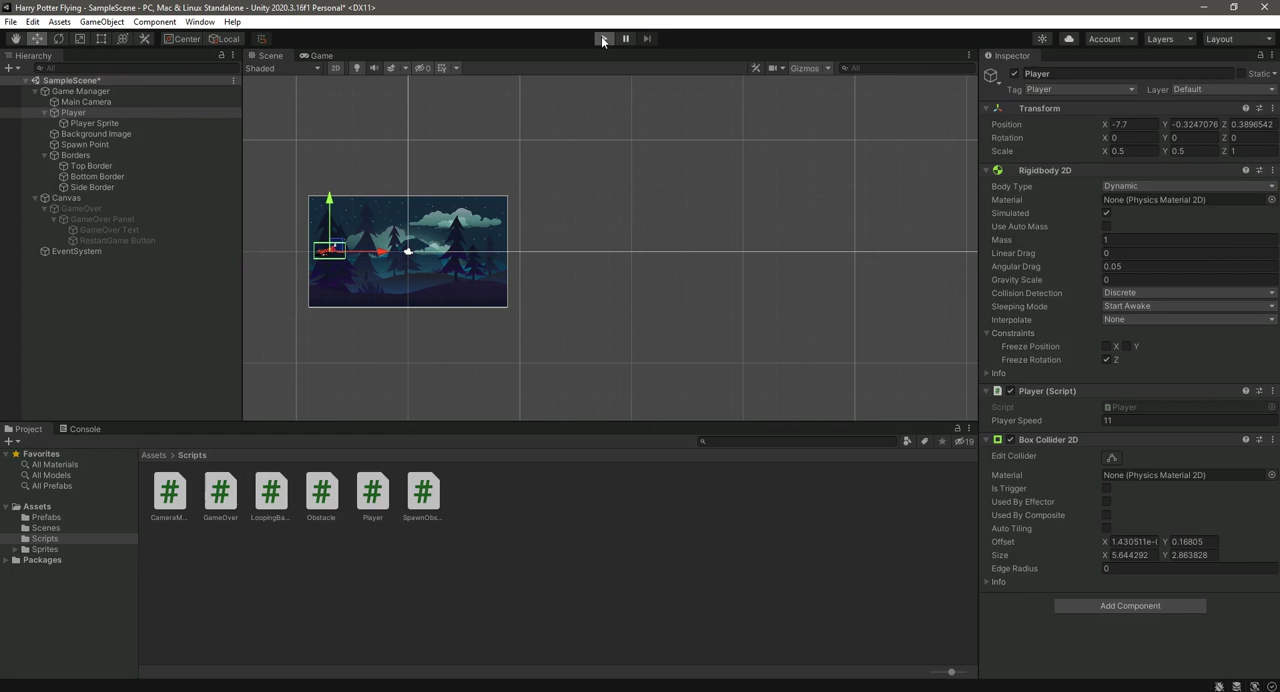 Harry Potter Flying - SampleScene - PC, Mac & Linux Standalone - Unity 2020.3.16f1 Personal* <DX11>
File Edit Assets GameObject Component Window Help
Center Local Account Layers Layout
Hierarchy Scene Game Inspector
All Shaded 2D 0 Gizmos All Player Static
SampleScene* Tag Player Layer Default
Game Manager
Main Camera
Player
Player Sprite
Background Image
Spawn Point
Borders
Top Border
Bottom Border
Side Border
Canvas
GameOver
GameOver Panel
GameOver Text
RestartGame Button
EventSystem
Transform
Position X -7.7 Y -0.3247076 Z 0.3896542
Rotation X 0 Y 0 Z 0
Scale X 0.5 Y 0.5 Z 1
Rigidbody 2D
Body Type Dynamic
Material None (Physics Material 2D)
Simulated
Use Auto Mass
Mass 1
Linear Drag 0
Angular Drag 0.05
Gravity Scale 0
Collision Detection Discrete
Sleeping Mode Start Awake
Interpolate None
Constraints
Freeze Position X Y
Freeze Rotation Z
Info
Player (Script)
Script Player
Player Speed 11
Box Collider 2D
Edit Collider
Material None (Physics Material 2D)
Is Trigger
Used By Effector
Used By Composite
Auto Tiling
Offset X 1.430511e-( Y 0.16805
Size X 5.644292 Y 2.863828
Edge Radius 0
Info
Add Component
Project Console
19
Favorites
All Materials
All Models
All Prefabs
Assets
Prefabs
Scenes
Scripts
Sprites
Packages
Assets > Scripts
CameraM... GameOver LoopingBa... Obstacle Player SpawnObs...